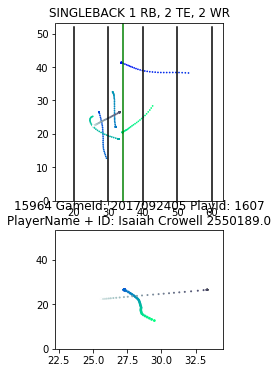 SINGLEBACK 1 RB, 2 TE, 2 WR
50
40
30
20
10
0
20 30 40 50 60
15964 GameId: 2017092405 PlayId: 1607
PlayerName + ID: Isaiah Crowell 2550189.0
40
20
0
22.5 25.0 27.5 30.0 32.5